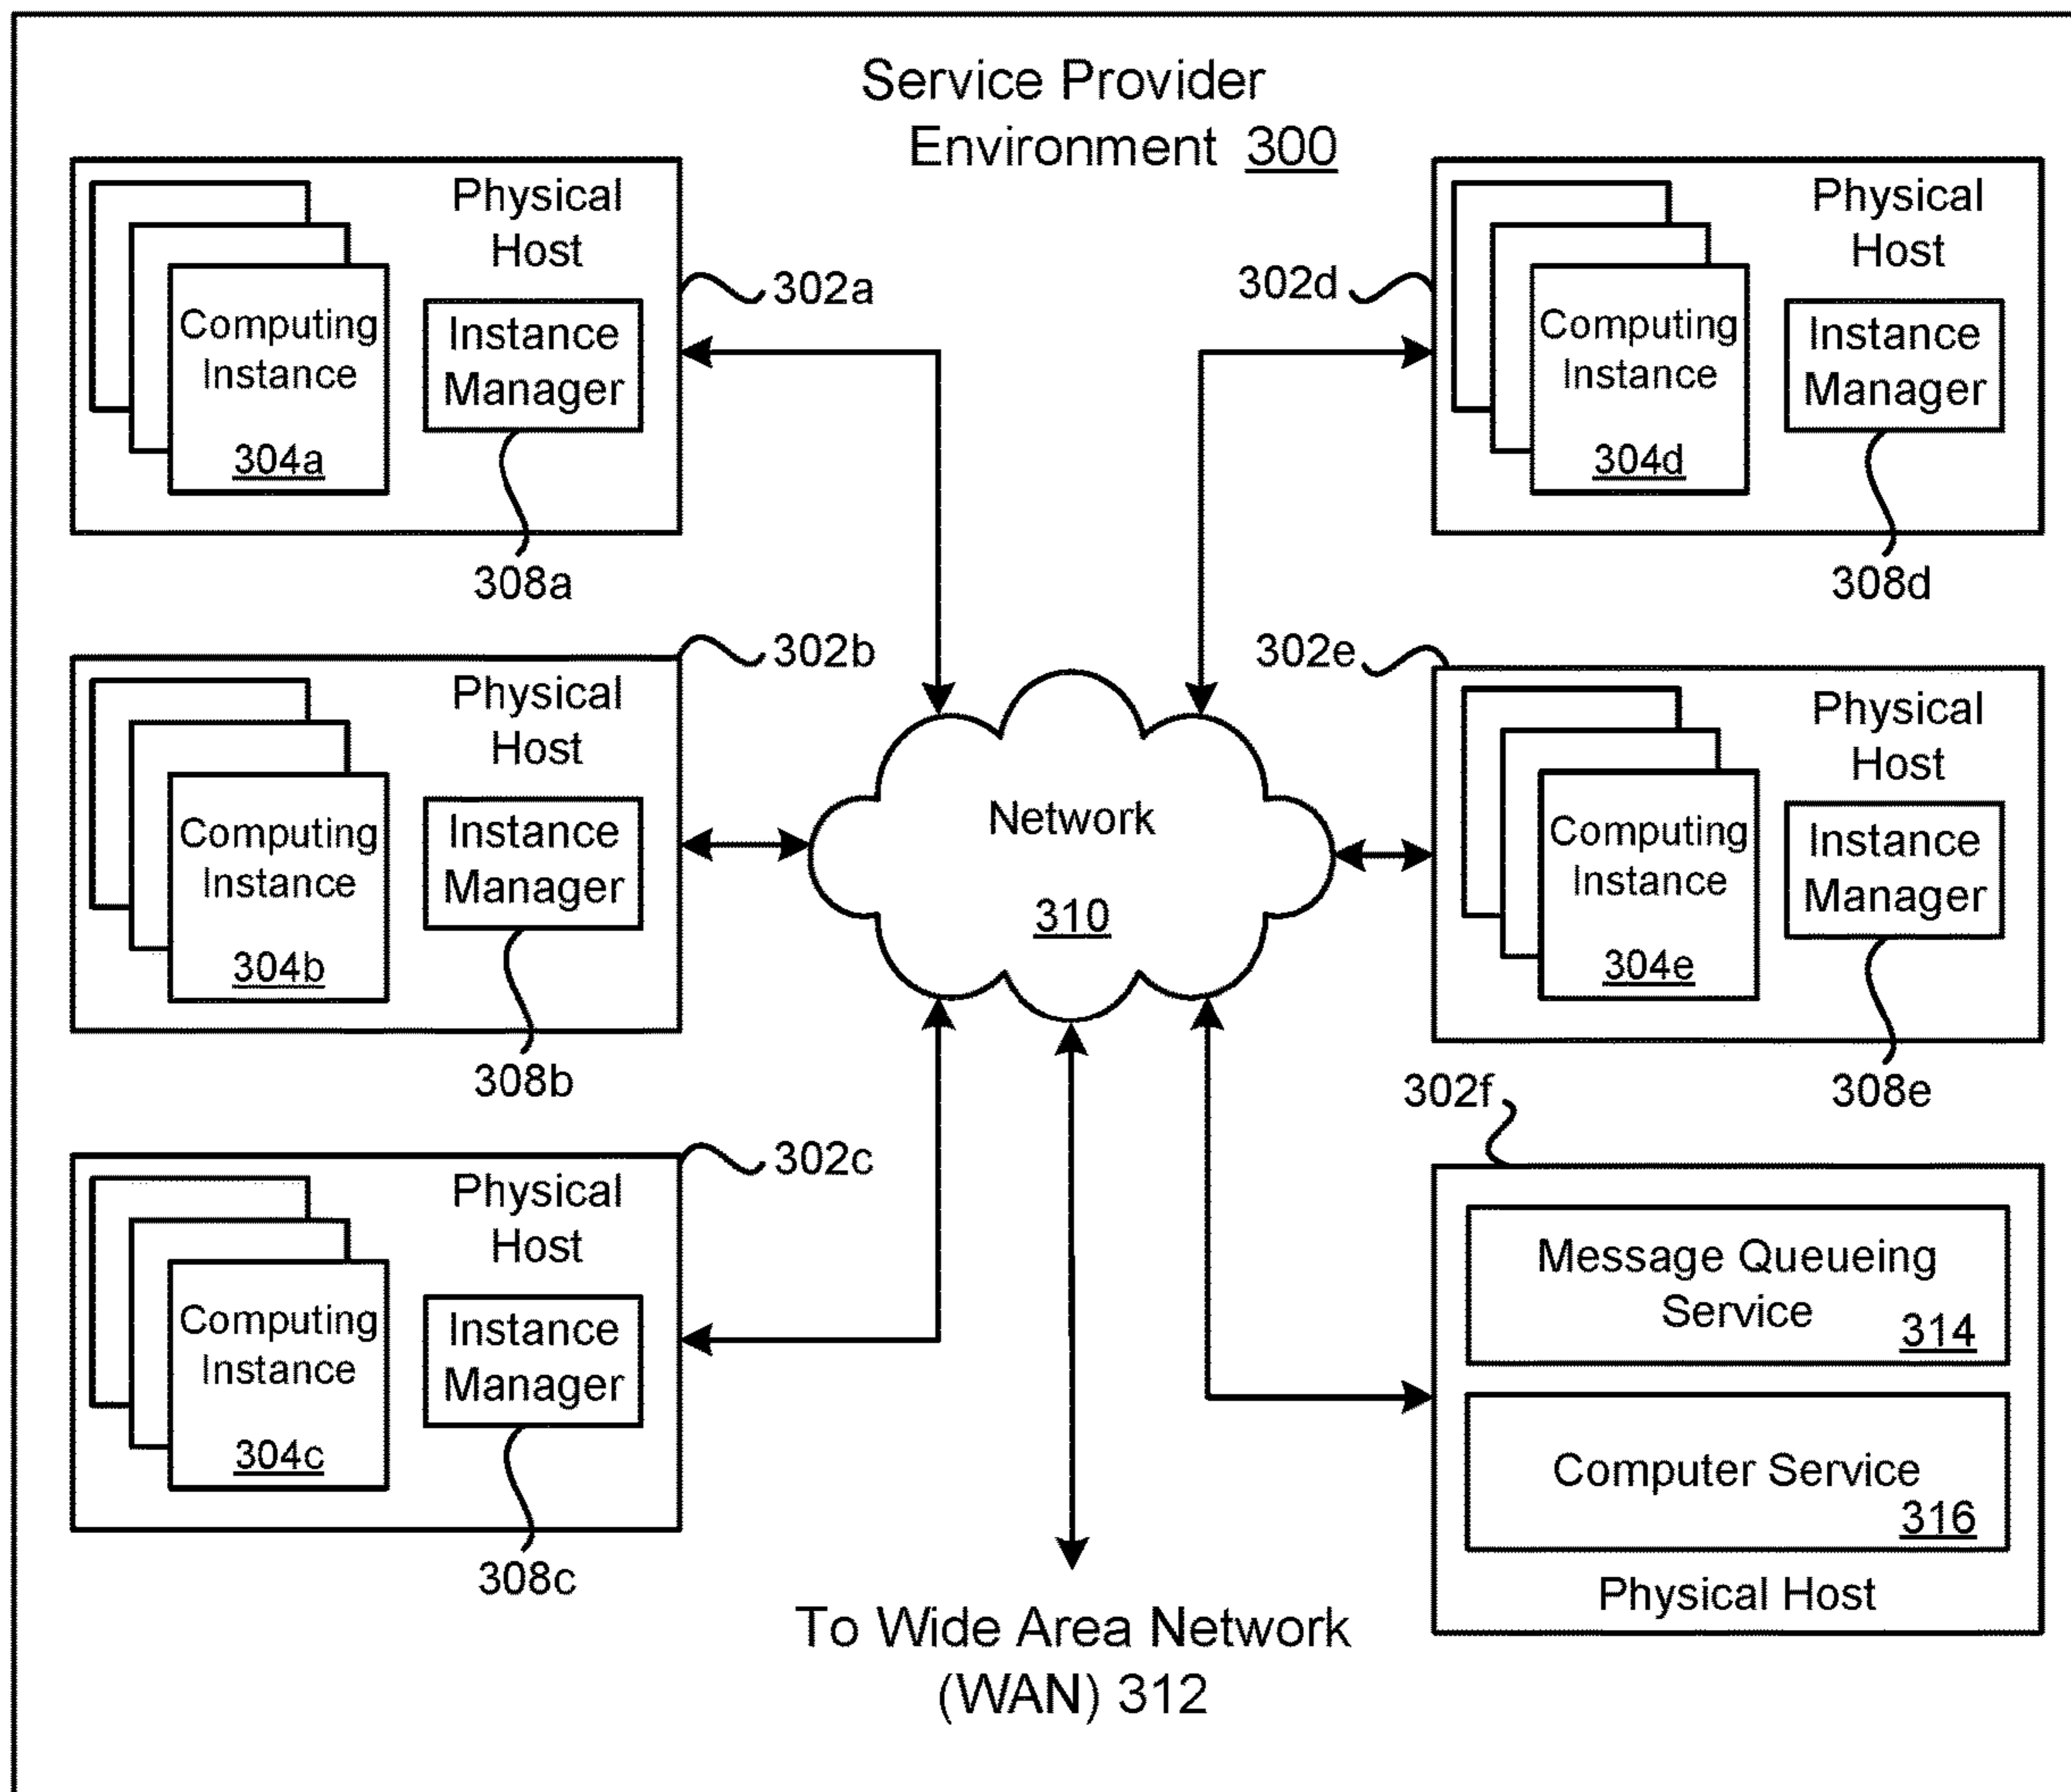 Service Provider
Environment 300
Physical
Host
Computing
Instance
304a
Instance
Manager
302a
308a
Physical
Host
Computing
Instance
304b
Instance
Manager
302b
308b
Physical
Host
Computing
Instance
304c
Instance
Manager
302c
308c
Network
310
To Wide Area Network
(WAN) 312
302d
Physical
Host
Computing
Instance
304d
Instance
Manager
308d
302e
Physical
Host
Computing
Instance
304e
Instance
Manager
308e
302f
Message Queueing
Service
314
Computer Service
316
Physical Host